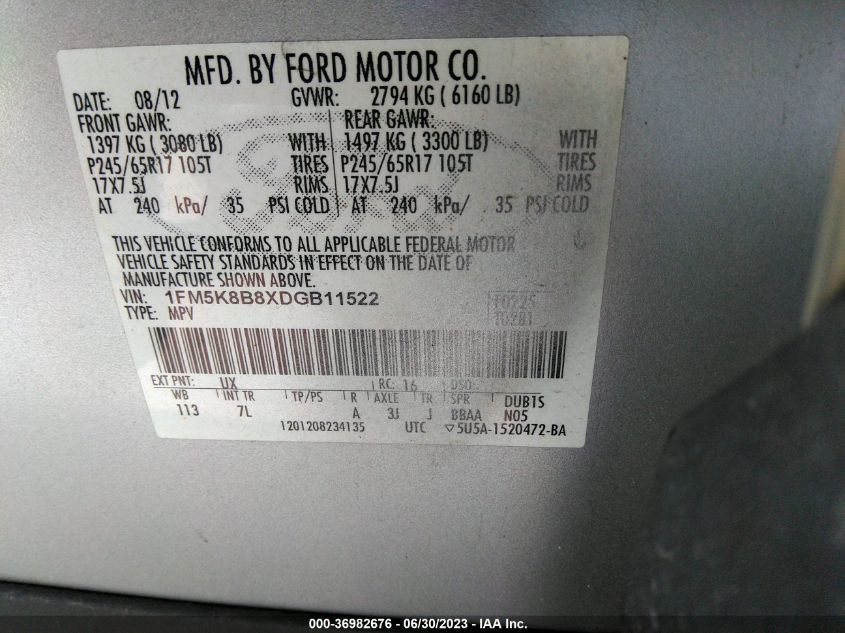 MFD. BY FORD MOTOR CO.
DATE: 08/12 GVWR: 2794 KG ( 6160 LB)
FRONT GAWR: REAR GAWR:
1397 KG ( 3080 LB) WITH 1497 KG ( 3300 LB) WITH
P245/65R17 105T TIRES P245/65R17 105T TIRES
17X7.5J RIMS 17X7.5J RIMS
AT 240 kPa/ 35 PSI COLD AT 240 kPa/ 35 PSI COLD
THIS VEHICLE CONFORMS TO ALL APPLICABLE FEDERAL MOTOR
VEHICLE SAFETY STANDARDS IN EFFECT ON THE DATE OF
MANUFACTURE SHOWN ABOVE.
VIN: 1FM5K8B8XDGB11522 F0225
TYPE: MPV T0281
EXT PNT: UX RC: 16 DSO:
WB INT TR TP/PS R AXLE TR SPR DUB1S
113 7L A 3J J BBAA N05
1201208234135 UTC ▽5U5A-1520472-BA
000-36982676 - 06/30/2023 - IAA Inc.